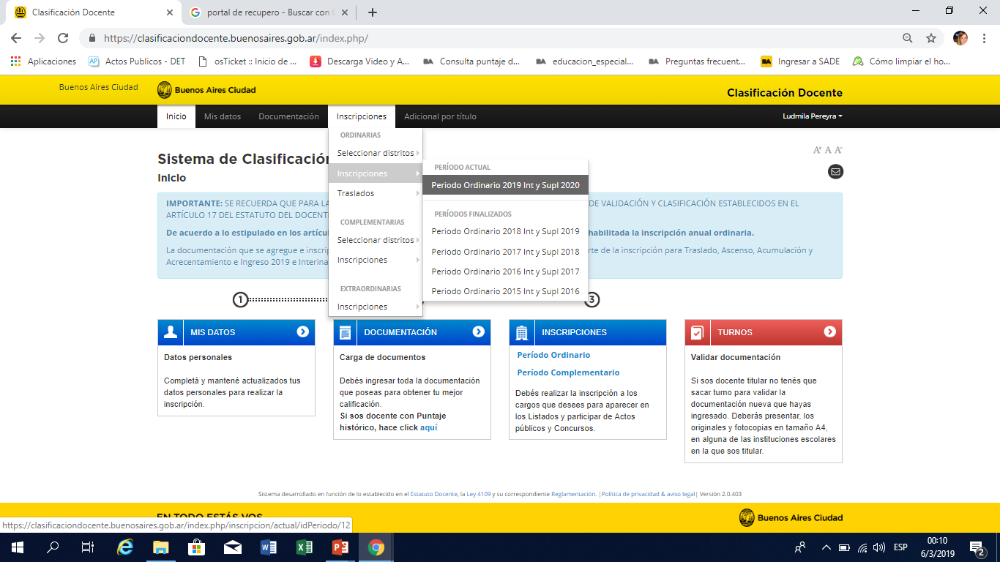 Clasificación Docente
portal de recupero - Buscar con G
https://clasificaciondocente.buenosaires.gob.ar/index.php/
Aplicaciones
Actos Publicos - DET
osTicket :: Inicio de ...
Descarga Video y A...
Consulta puntaje d...
educacion_especial...
Preguntas frecuent...
Ingresar a SADE
Cómo limpiar el ho...
Buenos Aires Ciudad
Buenos Aires Ciudad
Clasificación Docente
Inicio
Mis datos
Documentación
Inscripciones
Adicional por título
Ludmila Pereyra
ORDINARIAS
Seleccionar distritos
Inscripciones
Traslados
COMPLEMENTARIAS
Seleccionar distritos
Inscripciones
EXTRAORDINARIAS
Inscripciones
PERÍODO ACTUAL
Periodo Ordinario 2019 Int y Supl 2020
PERÍODOS FINALIZADOS
Periodo Ordinario 2018 Int y Supl 2019
Periodo Ordinario 2017 Int y Supl 2018
Periodo Ordinario 2016 Int y Supl 2017
Periodo Ordinario 2015 Int y Supl 2016
Sistema de Clasificación
Inicio
A+ A A-
IMPORTANTE: SE RECUERDA QUE PARA LA DE VALIDACIÓN Y CLASIFICACIÓN ESTABLECIDOS EN EL
ARTÍCULO 17 DEL ESTATUTO DEL DOCENT
De acuerdo a lo estipulado en los artícu habilitada la inscripción anual ordinaria.
La documentación que se agregue e inscrip rte de la inscripción para Traslado, Ascenso, Acumulación y
Acrecentamiento e Ingreso 2019 e Interina
1
3
MIS DATOS
Datos personales
Completá y mantené actualizados tus
datos personales para realizar la
inscripción.
DOCUMENTACIÓN
Carga de documentos
Debés ingresar toda la documentación
que poseas para obtener tu mejor
calificación.
Si sos docente con Puntaje
histórico, hace click aquí
INSCRIPCIONES
Período Ordinario
Período Complementario
Debés realizar la inscripción a los
cargos que desees para aparecer en
los Listados y participar de Actos
públicos y Concursos.
TURNOS
Validar documentación
Si sos docente titular no tenés que
sacar turno para validar la
documentación nueva que hayas
ingresado. Deberás presentar, los
originales y fotocopias en tamaño A4,
en alguna de las instituciones escolares
en la que sos titular.
Sistema desarrollado en función de lo establecido en el Estatuto Docente, la Ley 4109 y su correspondiente Reglamentación. |Política de privacidad & aviso legal| Versión 2.0.403
EN TODO ESTÁS VOS
Buenos Aires Ciudad
https://clasificaciondocente.buenosaires.gob.ar/index.php/inscripcion/actual/idPeriodo/12
ESP
00:10
6/3/2019
2